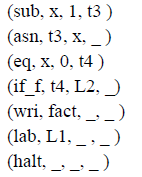 (sub, x, 1, t3 )
(asn, t3, x, _ )
(eq, x, 0, t4 )
(if_f, t4, L2, _)
(wri, fact, _, _ )
(lab, L1, _ , _ )
(halt, _, _, _ )